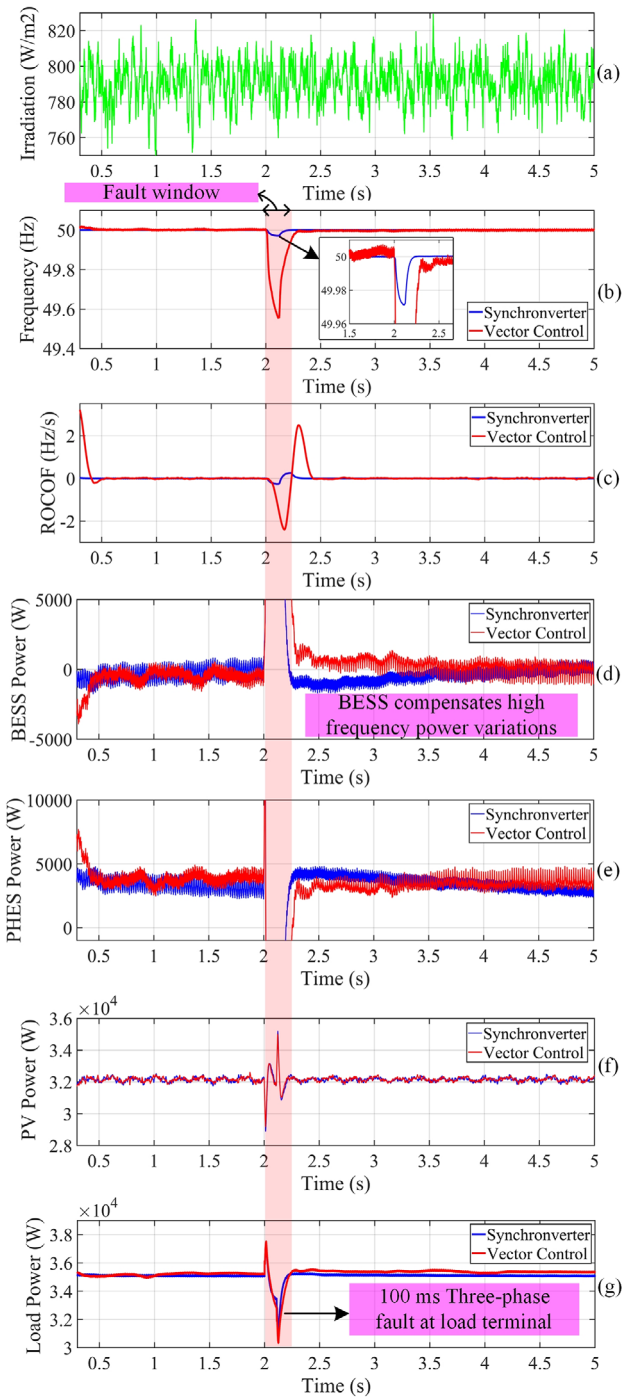 820
800
780
760
Irradiation (W/m2)
(a)
0.5 1 1.5 2 2.5 3 3.5 4 4.5 5
Time (s)
Fault window
50
49.8
49.6
49.4
Frequency (Hz)
50
49.98
49.96
1.5 2 2.5
Synchronverter
Vector Control
(b)
0.5 1 1.5 2 2.5 3 3.5 4 4.5 5
Time (s)
2
0
-2
ROCOF (Hz/s)
Synchronverter
Vector Control
(c)
0.5 1 1.5 2 2.5 3 3.5 4 4.5 5
Time (s)
5000
0
-5000
BESS Power (W)
Synchronverter
Vector Control
(d)
BESS compensates high
frequency power variations
0.5 1 1.5 2 2.5 3 3.5 4 4.5 5
Time (s)
10000
5000
0
PHES Power (W)
Synchronverter
Vector Control
(e)
0.5 1 1.5 2 2.5 3 3.5 4 4.5 5
Time (s)
×10⁴
3.6
3.4
3.2
3
2.8
PV Power (W)
Synchronverter
Vector Control
(f)
0.5 1 1.5 2 2.5 3 3.5 4 4.5 5
Time (s)
×10⁴
3.8
3.6
3.4
3.2
3
Load Power (W)
Synchronverter
Vector Control
(g)
100 ms Three-phase
fault at load terminal
0.5 1 1.5 2 2.5 3 3.5 4 4.5 5
Time (s)